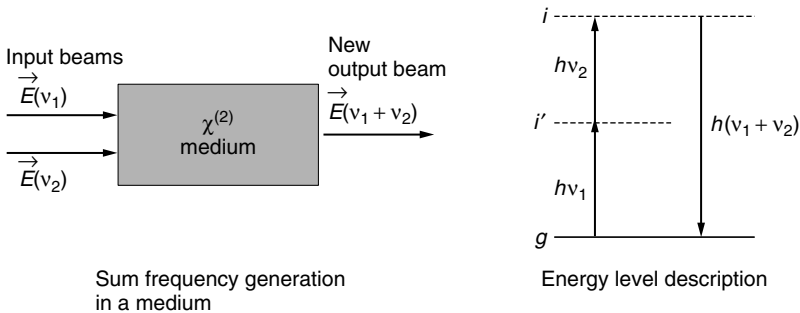 Input beams
E⃗(ν₁)
E⃗(ν₂)
χ⁽²⁾
medium
New
output beam
E⃗(ν₁ + ν₂)
Sum frequency generation
in a medium
i
hν₂
i′
h(ν₁ + ν₂)
hν₁
g
Energy level description